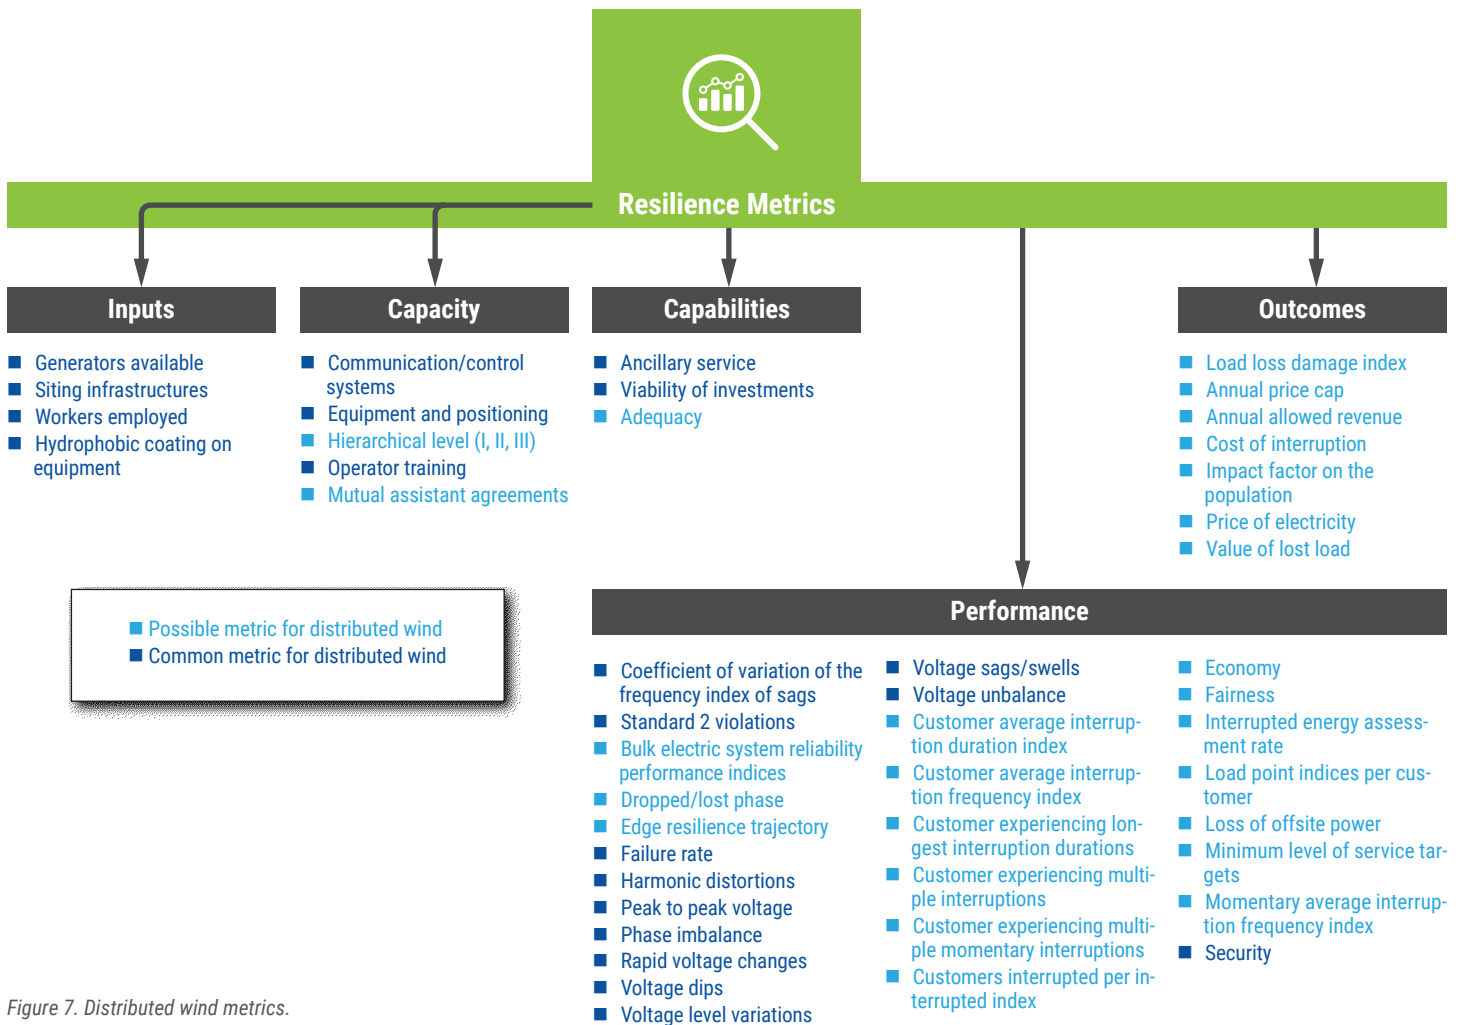 Resilience Metrics
Inputs
Generators available
Siting infrastructures
Workers employed
Hydrophobic coating on
equipment
Capacity
Communication/control
systems
Equipment and positioning
Hierarchical level (I, II, III)
Operator training
Mutual assistant agreements
Capabilities
Ancillary service
Viability of investments
Adequacy
Outcomes
Load loss damage index
Annual price cap
Annual allowed revenue
Cost of interruption
Impact factor on the
population
Price of electricity
Value of lost load
Possible metric for distributed wind
Common metric for distributed wind
Performance
Coefficient of variation of the
frequency index of sags
Standard 2 violations
Bulk electric system reliability
performance indices
Dropped/lost phase
Edge resilience trajectory
Failure rate
Harmonic distortions
Peak to peak voltage
Phase imbalance
Rapid voltage changes
Voltage dips
Voltage level variations
Voltage sags/swells
Voltage unbalance
Customer average interrup-
tion duration index
Customer average interrup-
tion frequency index
Customer experiencing lon-
gest interruption durations
Customer experiencing multi-
ple interruptions
Customer experiencing multi-
ple momentary interruptions
Customers interrupted per in-
terrupted index
Economy
Fairness
Interrupted energy assess-
ment rate
Load point indices per cus-
tomer
Loss of offsite power
Minimum level of service tar-
gets
Momentary average interrup-
tion frequency index
Security
Figure 7. Distributed wind metrics.